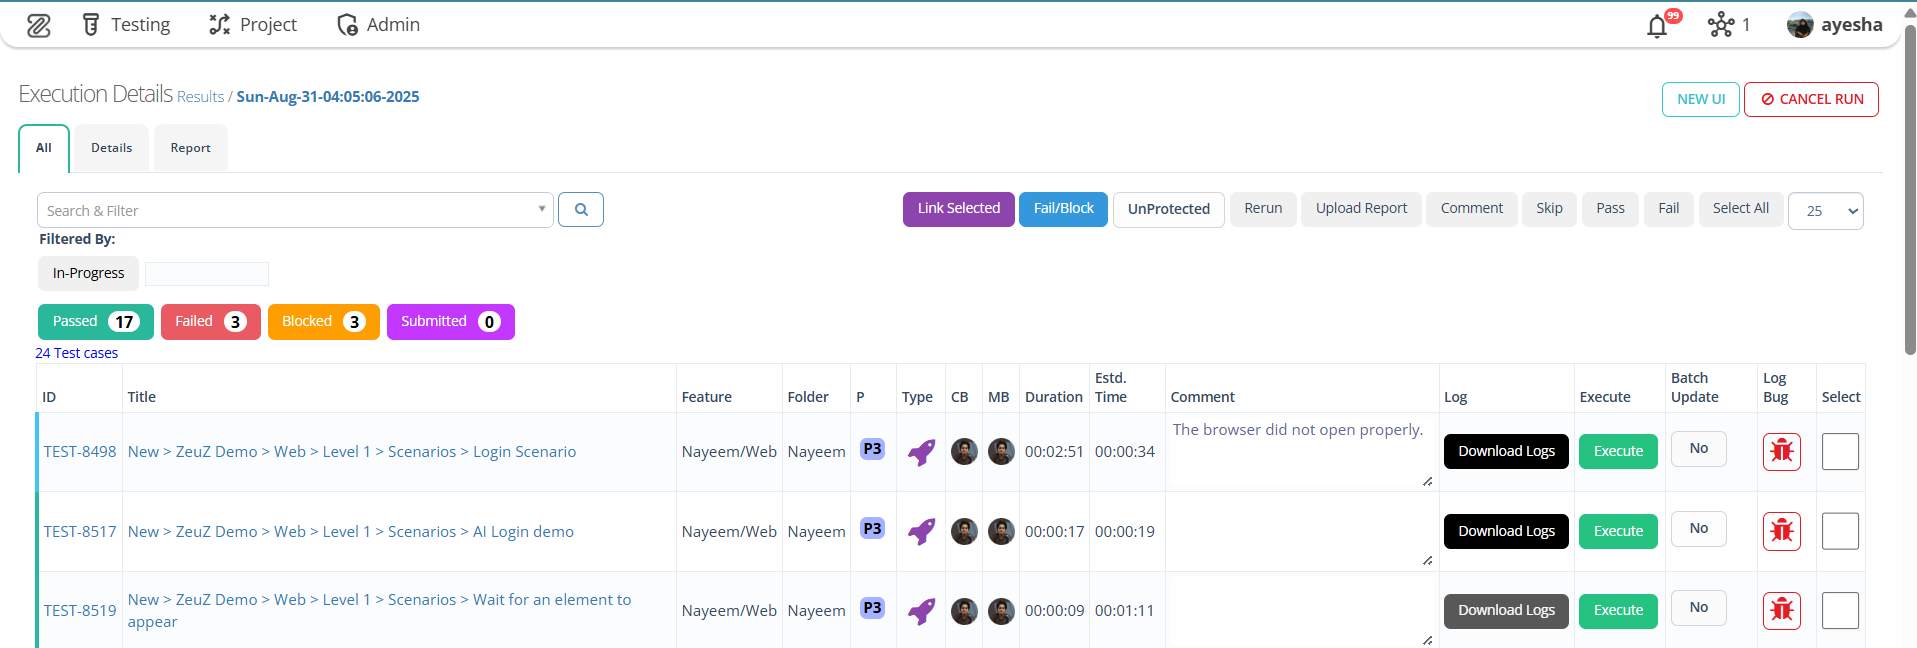 Testing Project Admin 99 1 ayesha
Execution Details Results / Sun-Aug-31-04:05:06-2025
NEW UI CANCEL RUN
All Details Report
Search & Filter
Link Selected Fail/Block UnProtected Rerun Upload Report Comment Skip Pass Fail Select All 25
Filtered By:
In-Progress
Passed 17 Failed 3 Blocked 3 Submitted 0
24 Test cases
ID Title Feature Folder P Type CB MB Duration Estd. Time Comment Log Execute Batch Update Log Bug Select
TEST-8498 New > ZeuZ Demo > Web > Level 1 > Scenarios > Login Scenario Nayeem/Web Nayeem P3 00:02:51 00:00:34 The browser did not open properly. Download Logs Execute No
TEST-8517 New > ZeuZ Demo > Web > Level 1 > Scenarios > AI Login demo Nayeem/Web Nayeem P3 00:00:17 00:00:19 Download Logs Execute No
TEST-8519 New > ZeuZ Demo > Web > Level 1 > Scenarios > Wait for an element to appear Nayeem/Web Nayeem P3 00:00:09 00:01:11 Download Logs Execute No